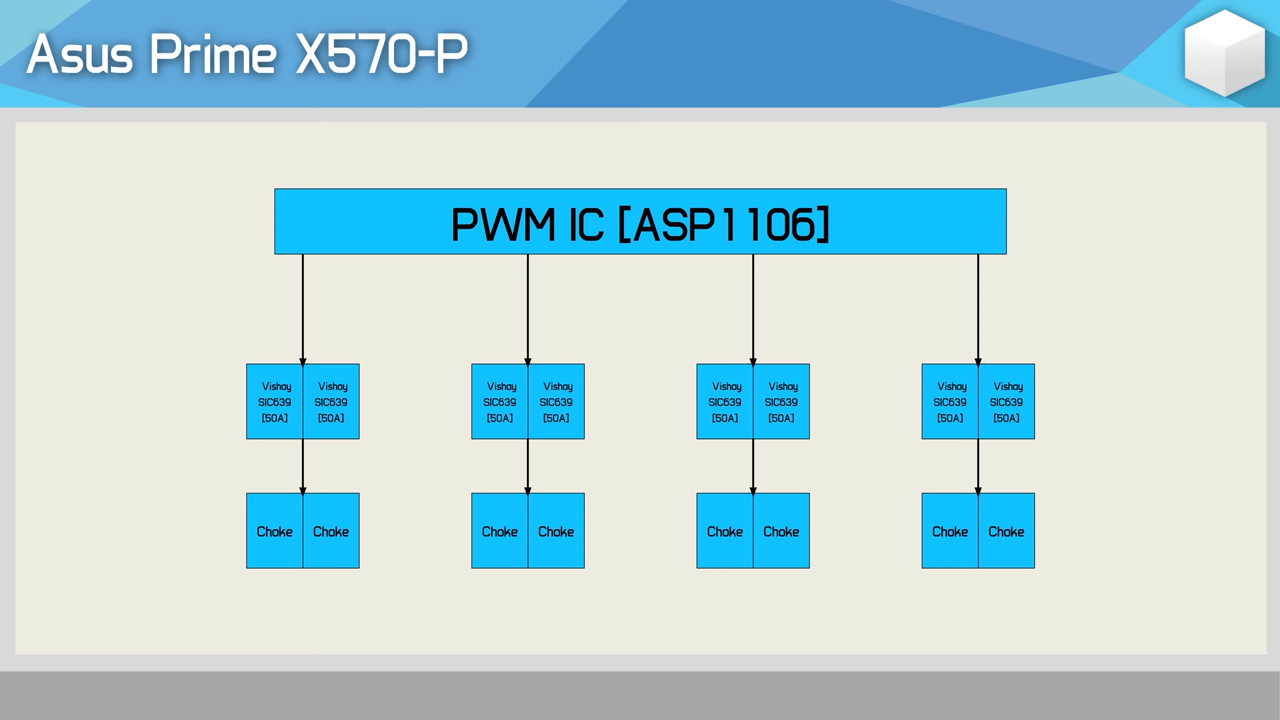 Asus Prime X570-P
PWM IC [ASP1106]
Vishay Vishay Vishay Vishay Vishay Vishay Vishay Vishay
SIC639 SIC639 SIC639 SIC639 SIC639 SIC639 SIC639 SIC639
[50A] [50A] [50A] [50A] [50A] [50A] [50A] [50A]
Choke Choke Choke Choke Choke Choke Choke Choke